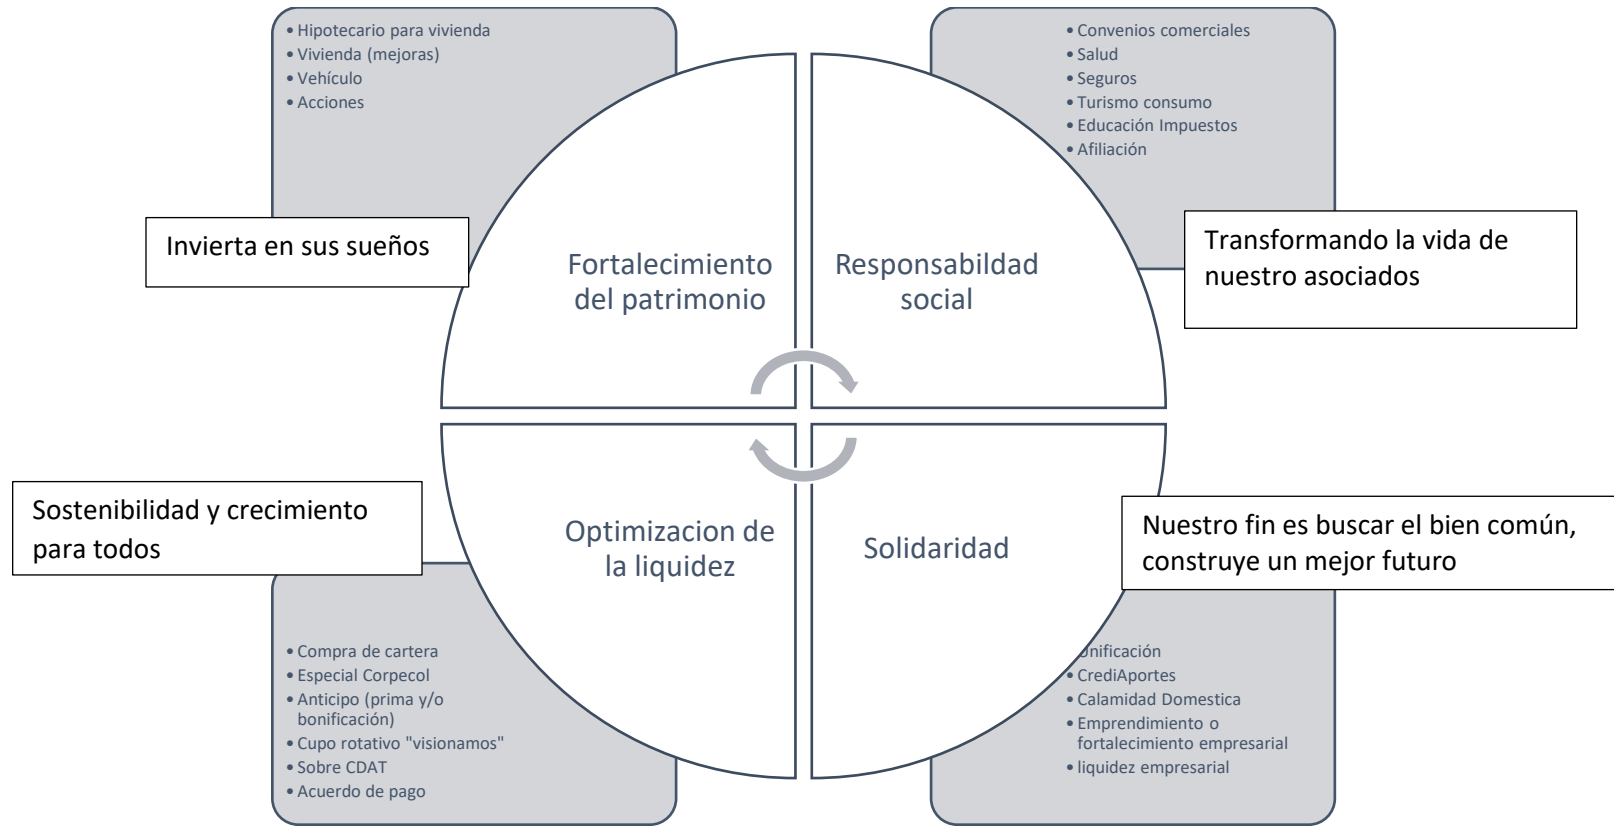 • Hipotecario para vivienda
• Vivienda (mejoras)
• Vehículo
• Acciones
• Convenios comerciales
• Salud
• Seguros
• Turismo consumo
• Educación Impuestos
• Afiliación
Invierta en sus sueños
Fortalecimiento
del patrimonio
Responsabildad
social
Transformando la vida de
nuestro asociados
Sostenibilidad y crecimiento
para todos
Optimizacion de
la liquidez
Solidaridad
Nuestro fin es buscar el bien común,
construye un mejor futuro
• Compra de cartera
• Especial Corpecol
• Anticipo (prima y/o
bonificación)
• Cupo rotativo "visionamos"
• Sobre CDAT
• Acuerdo de pago
Unificación
• CrediAportes
• Calamidad Domestica
• Emprendimiento o
fortalecimiento empresarial
• liquidez empresarial